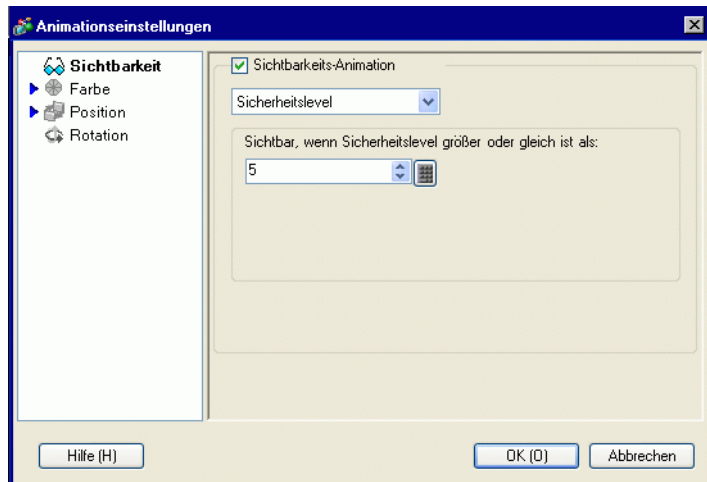 Animationseinstellungen
Sichtbarkeit
Farbe
Position
Rotation
Sichtbarkeits-Animation
Sicherheitslevel
Sichtbar, wenn Sicherheitslevel größer oder gleich ist als:
5
Hilfe (H)
OK (O)
Abbrechen